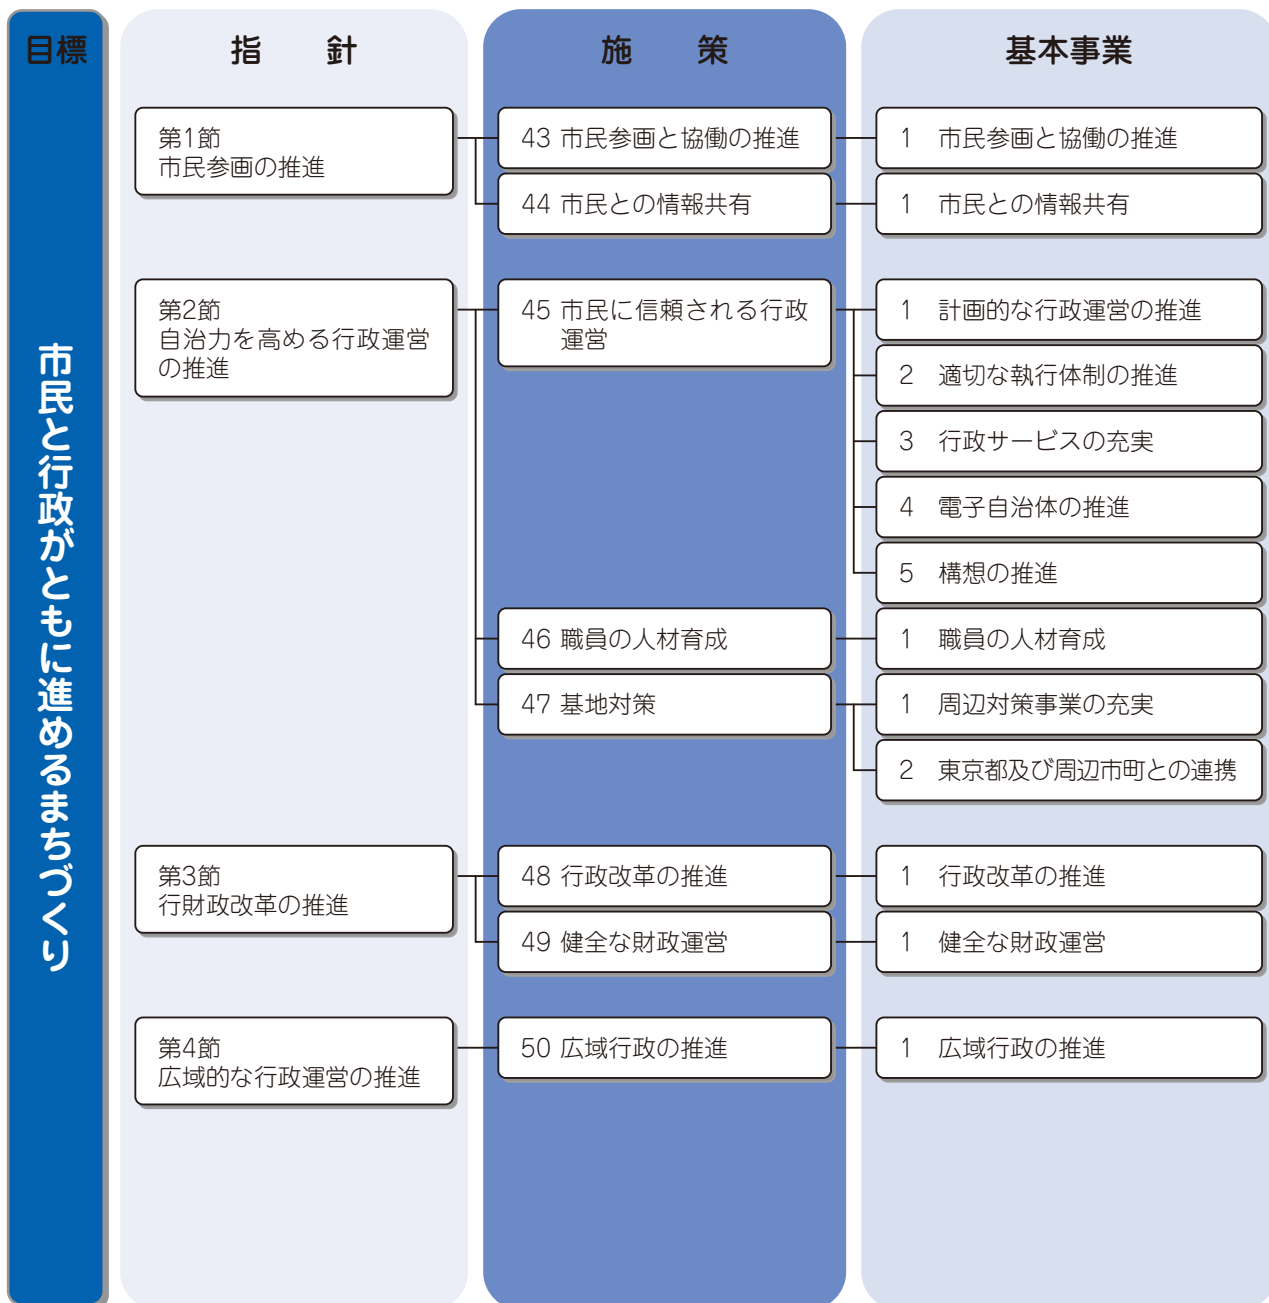 目標
市民と行政がともに進めるまちづくり
指 針
施 策
基本事業
第1節
市民参画の推進
43 市民参画と協働の推進
1 市民参画と協働の推進
44 市民との情報共有
1 市民との情報共有
第2節
自治力を高める行政運営
の推進
45 市民に信頼される行政
運営
1 計画的な行政運営の推進
2 適切な執行体制の推進
3 行政サービスの充実
4 電子自治体の推進
5 構想の推進
46 職員の人材育成
1 職員の人材育成
47 基地対策
1 周辺対策事業の充実
2 東京都及び周辺市町との連携
第3節
行財政改革の推進
48 行政改革の推進
1 行政改革の推進
49 健全な財政運営
1 健全な財政運営
第4節
広域的な行政運営の推進
50 広域行政の推進
1 広域行政の推進